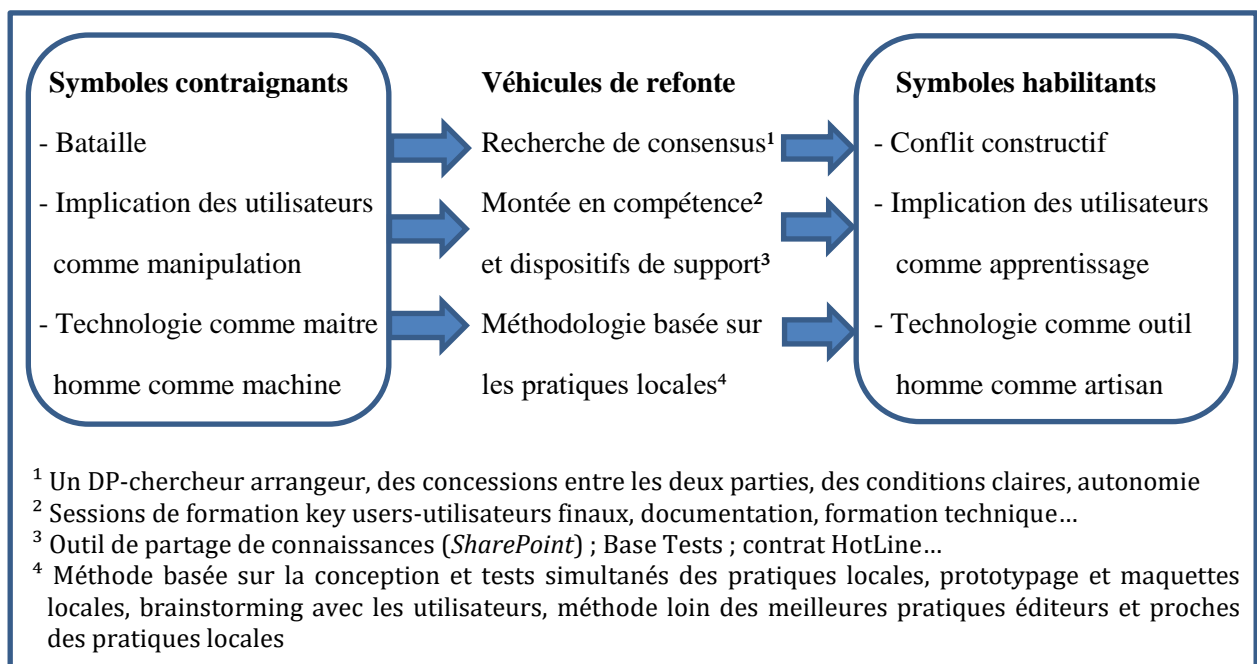 Symboles contraignants
- Bataille
- Implication des utilisateurs
comme manipulation
- Technologie comme maitre
homme comme machine
Véhicules de refonte
Recherche de consensus¹
Montée en compétence²
et dispositifs de support³
Méthodologie basée sur
les pratiques locales⁴
Symboles habilitants
- Conflit constructif
- Implication des utilisateurs
comme apprentissage
- Technologie comme outil
homme comme artisan
¹ Un DP-chercheur arrangeur, des concessions entre les deux parties, des conditions claires, autonomie
² Sessions de formation key users-utilisateurs finaux, documentation, formation technique…
³ Outil de partage de connaissances (SharePoint) ; Base Tests ; contrat HotLine…
⁴ Méthode basée sur la conception et tests simultanés des pratiques locales, prototypage et maquettes
locales, brainstorming avec les utilisateurs, méthode loin des meilleures pratiques éditeurs et proches
des pratiques locales